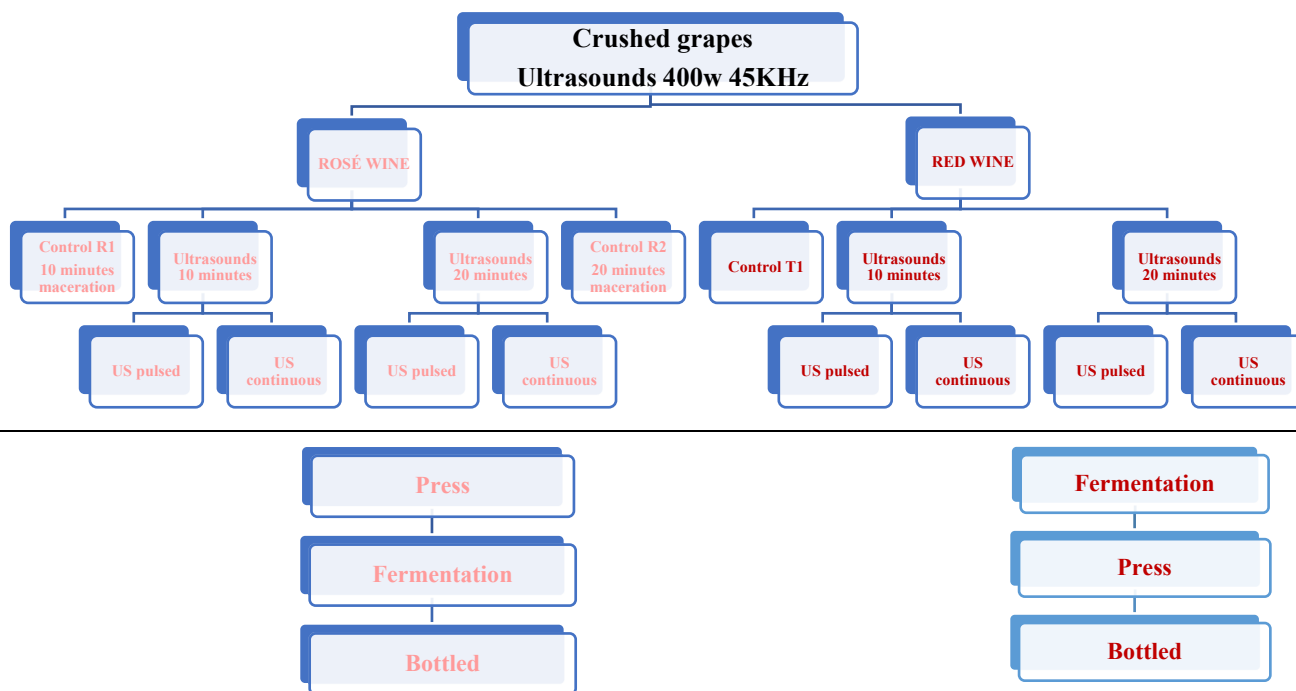 Crushed grapes
Ultrasounds 400w 45KHz
ROSÉ WINE
RED WINE
Control R1
10 minutes
maceration
Ultrasounds
10 minutes
Ultrasounds
20 minutes
Control R2
20 minutes
maceration
Control T1
Ultrasounds
10 minutes
Ultrasounds
20 minutes
US pulsed
US
continuous
US pulsed
US
continuous
US pulsed
US
continuous
US pulsed
US
continuous
Press
Fermentation
Bottled
Fermentation
Press
Bottled